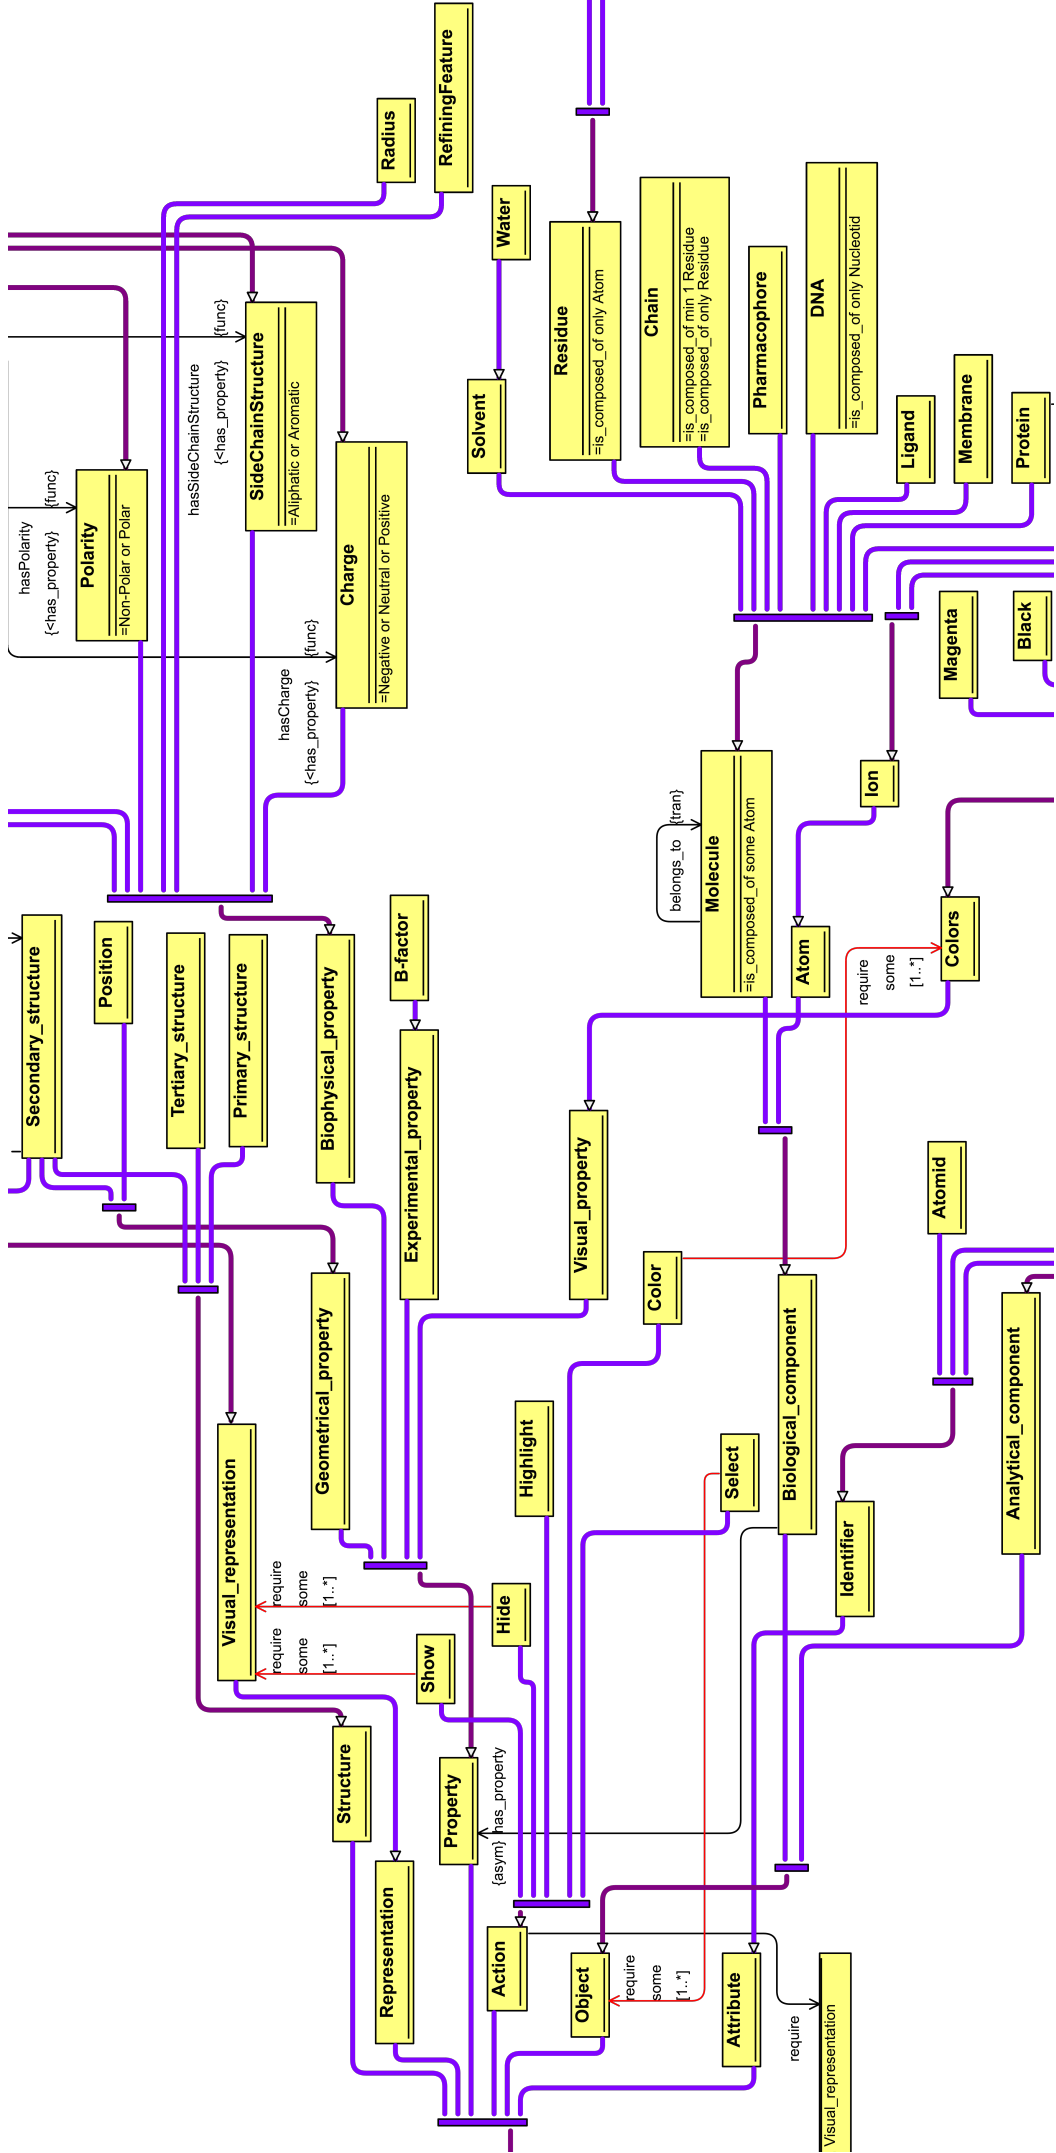 RefiningFeature
Radius
Water
Residue
=is_composed_of only Atom
Chain
=is_composed_of min 1 Residue
=is_composed_of only Residue
Pharmacophore
DNA
=is_composed_of only Nucleotid
Solvent
Ligand
Membrane
Protein
hasPolarity
{<has_property}
{func}
Polarity
=Non-Polar or Polar
hasSideChainStructure
{<has_property}
{func}
SideChainStructure
=Aliphatic or Aromatic
hasCharge
{<has_property}
{func}
Charge
=Negative or Neutral or Positive
Magenta
Black
Ion
belongs_to
{tran}
Molecule
=is_composed_of some Atom
Atom
Colors
require
some
[1..*]
Secondary_structure
Position
Tertiary_structure
Primary_structure
Biophysical_property
B-factor
Experimental_property
Visual_property
Geometrical_property
Color
Atomid
Biological_component
Analytical_component
Identifier
Visual_representation
Highlight
Select
Hide
require
some
[1..*]
Show
require
some
[1..*]
Structure
Property
{asym}
has_property
Representation
Action
Object
require
some
[1..*]
Attribute
require
Visual_representation